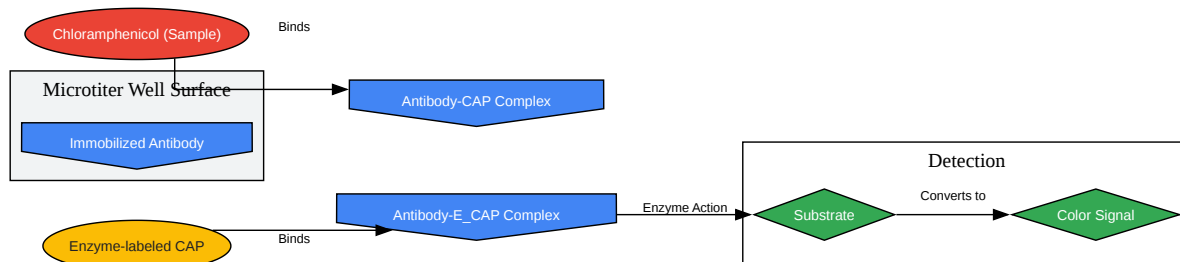 Chloramphenicol (Sample)
Binds
Microtiter Well Surface
Antibody-CAP Complex
Immobilized Antibody
Detection
Antibody-E_CAP Complex
Enzyme Action
Substrate
Converts to
Color Signal
Enzyme-labeled CAP
Binds